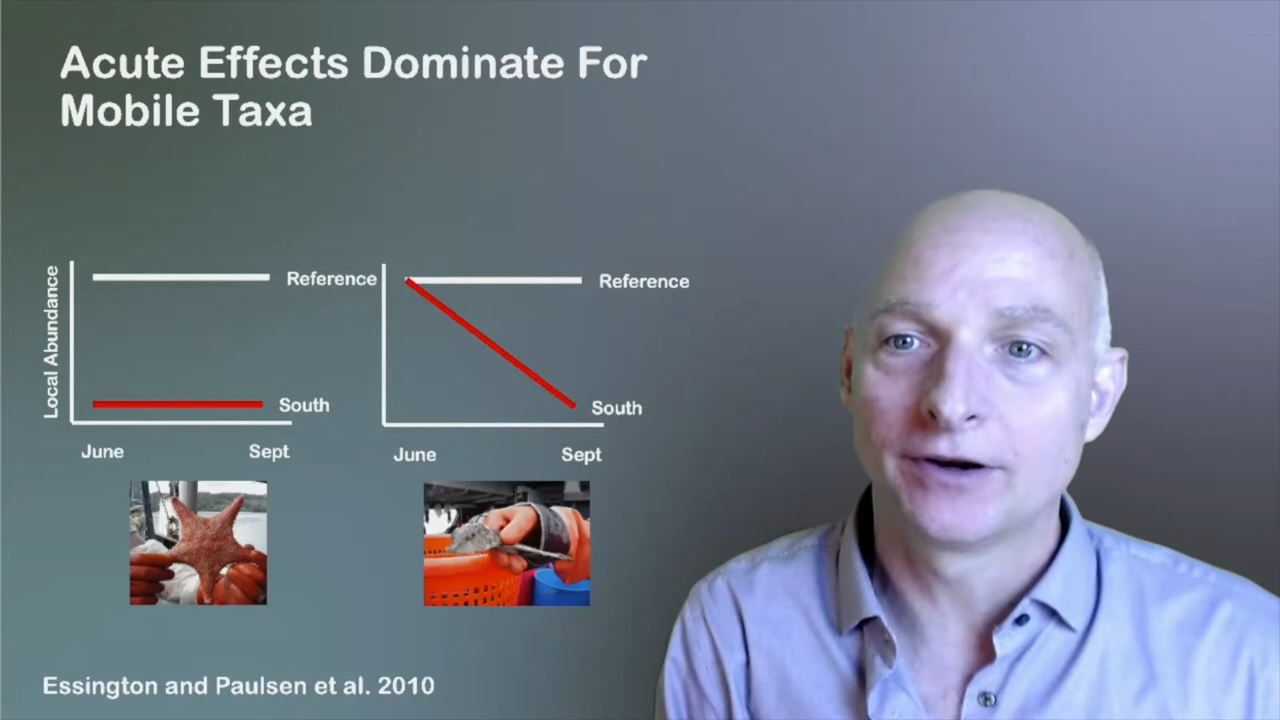 Acute Effects Dominate For
Mobile Taxa
Local Abundance
Reference
South
June
Sept
Reference
South
June
Sept
Essington and Paulsen et al. 2010